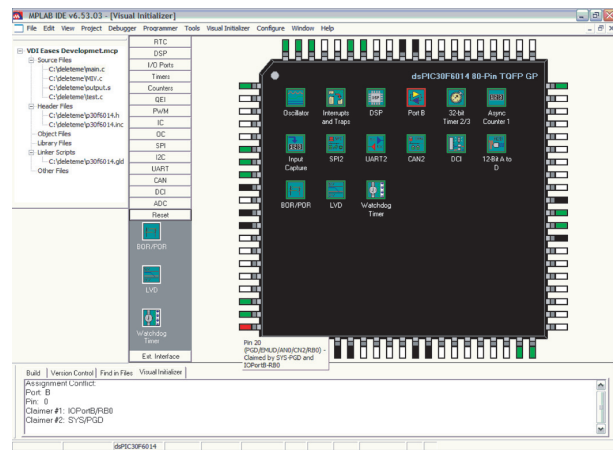 MPLAB IDE v6.53.03 - [Visual Initializer]
File Edit View Project Debugger Programmer Tools Visual Initializer Configure Window Help
VDI Eases Developmet.mcp
Source Files
C:\deleteme\main.c
C:\deleteme\MIV.c
C:\deleteme\output.s
C:\deleteme\test.c
Header Files
C:\deleteme\p30f6014.h
C:\deleteme\p30f6014.inc
Object Files
Library Files
Linker Scripts
C:\deleteme\p30f6014.gld
Other Files
RTC
DSP
I/O Ports
Timers
Counters
QEI
PWM
IC
OC
SPI
I2C
UART
CAN
DCI
ADC
Reset
BOR/POR
LVD
Watchdog
Timer
Ext. Interface
dsPIC30F6014 80-Pin TQFP GP
Oscillator
Interrupts
and Traps
DSP
Port B
32-bit
Timer 2/3
Async
Counter 1
Input
Capture
SPI2
UART2
CAN2
DCI
12-Bit A to
D
BOR/POR
LVD
Watchdog
Timer
Pin 20
(PGD/EMUD/AN0/CN2/RB0) -
Claimed by SYS-PGD and
IOPortB-RB0
Build Version Control Find in Files Visual Initializer
Assignment Conflict:
Port: B
Pin: 0
Claimer #1: IOPortB/RB0
Claimer #2: SYS/PGD
dsPIC30F6014